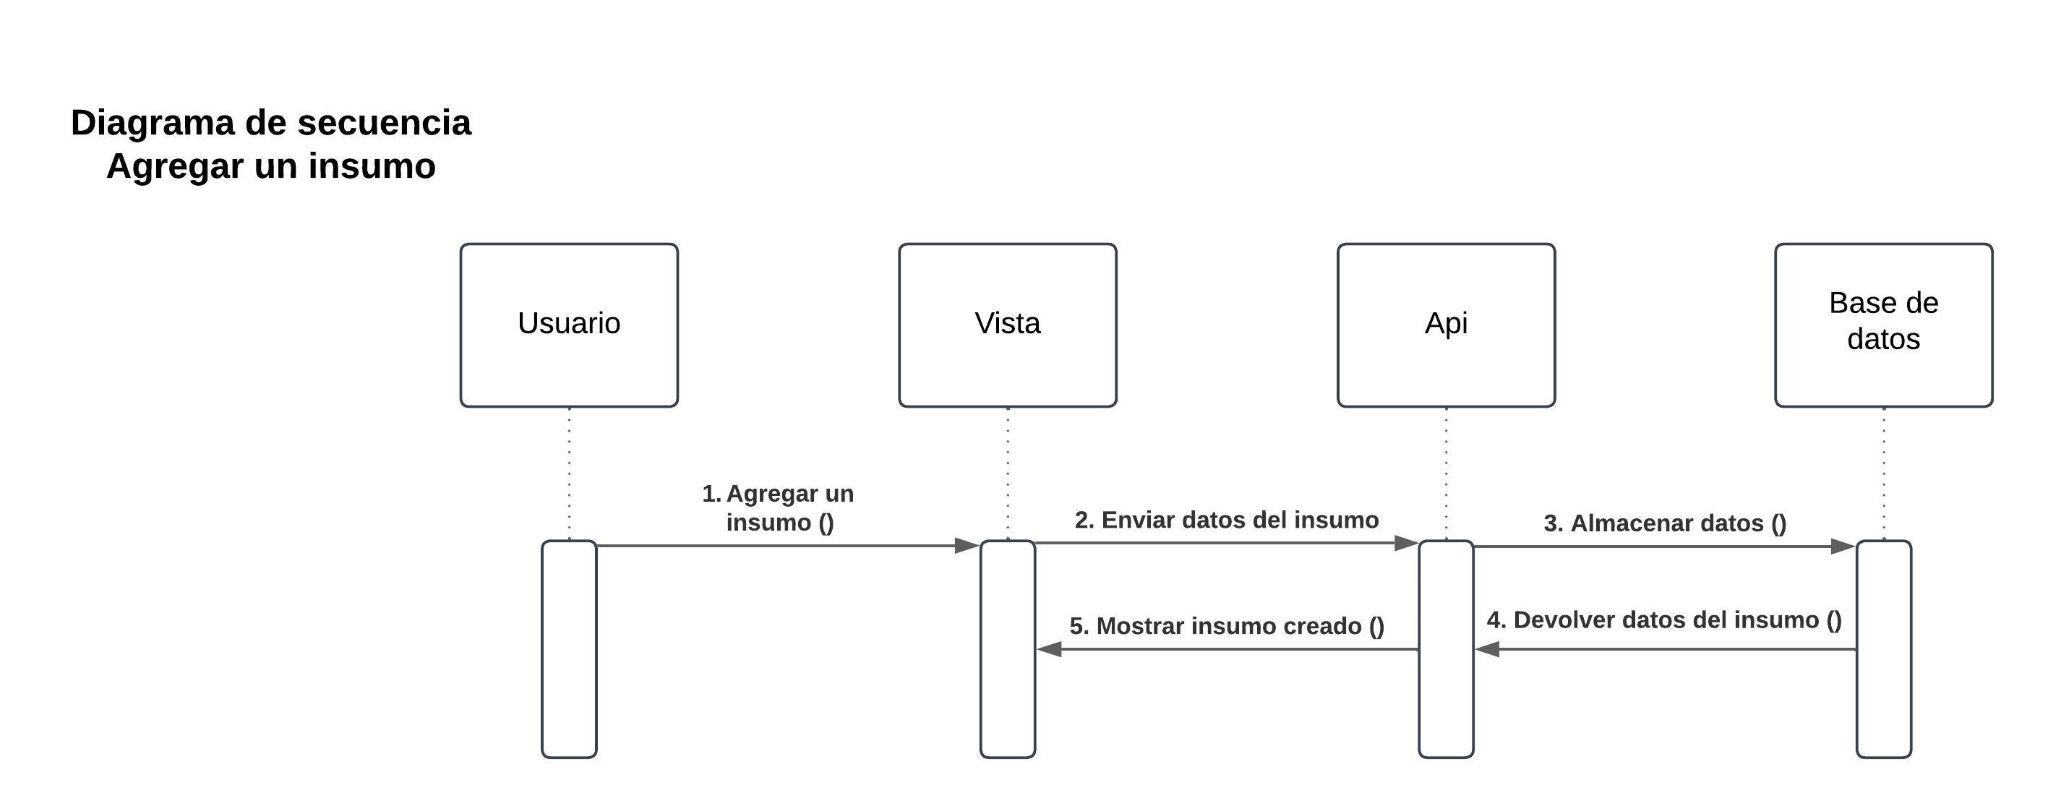 Diagrama de secuencia
Agregar un insumo
Usuario
Vista
Api
Base de
datos
1. Agregar un
insumo ()
2. Enviar datos del insumo
3. Almacenar datos ()
5. Mostrar insumo creado ()
4. Devolver datos del insumo ()